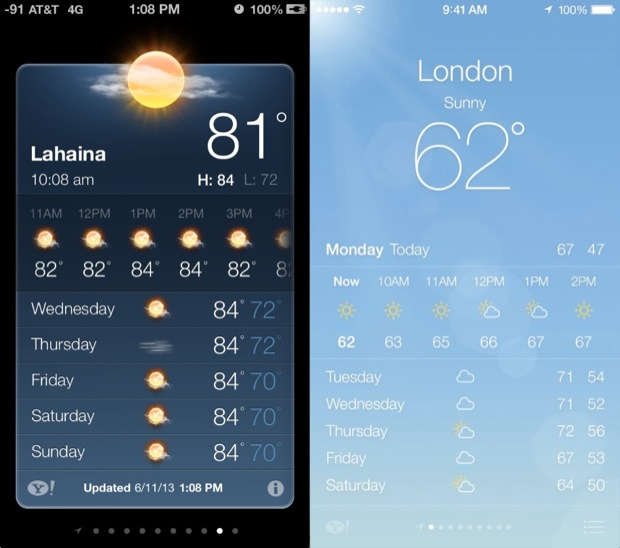 -91 AT&T 4G 1:08 PM 100%
81°
Lahaina
10:08 am H: 84 L: 72
11AM 12PM 1PM 2PM 3PM 4P
82° 82° 84° 84° 82° 8
Wednesday 84° 72°
Thursday 84° 72°
Friday 84° 70°
Saturday 84° 70°
Sunday 84° 70°
Y! Updated 6/11/13 1:08 PM i
9:41 AM 100%
London
Sunny
62°
Monday Today 67 47
Now 10AM 11AM 12PM 1PM 2PM
62 63 65 66 67 67
Tuesday 71 54
Wednesday 71 52
Thursday 72 56
Friday 67 53
Saturday 64 50
Y!